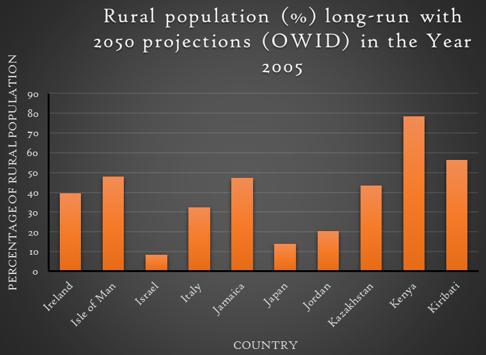 Rural population (%) long-run with
2050 projections (OWID) in the Year
2005
PERCENTAGE OF RURAL POPULATION
90
80
70
60
50
40
30
20
10
0
Ireland
Isle of Man
Israel
Italy
Jamaica
Japan
Jordan
Kazakhstan
Kenya
Kiribati
COUNTRY